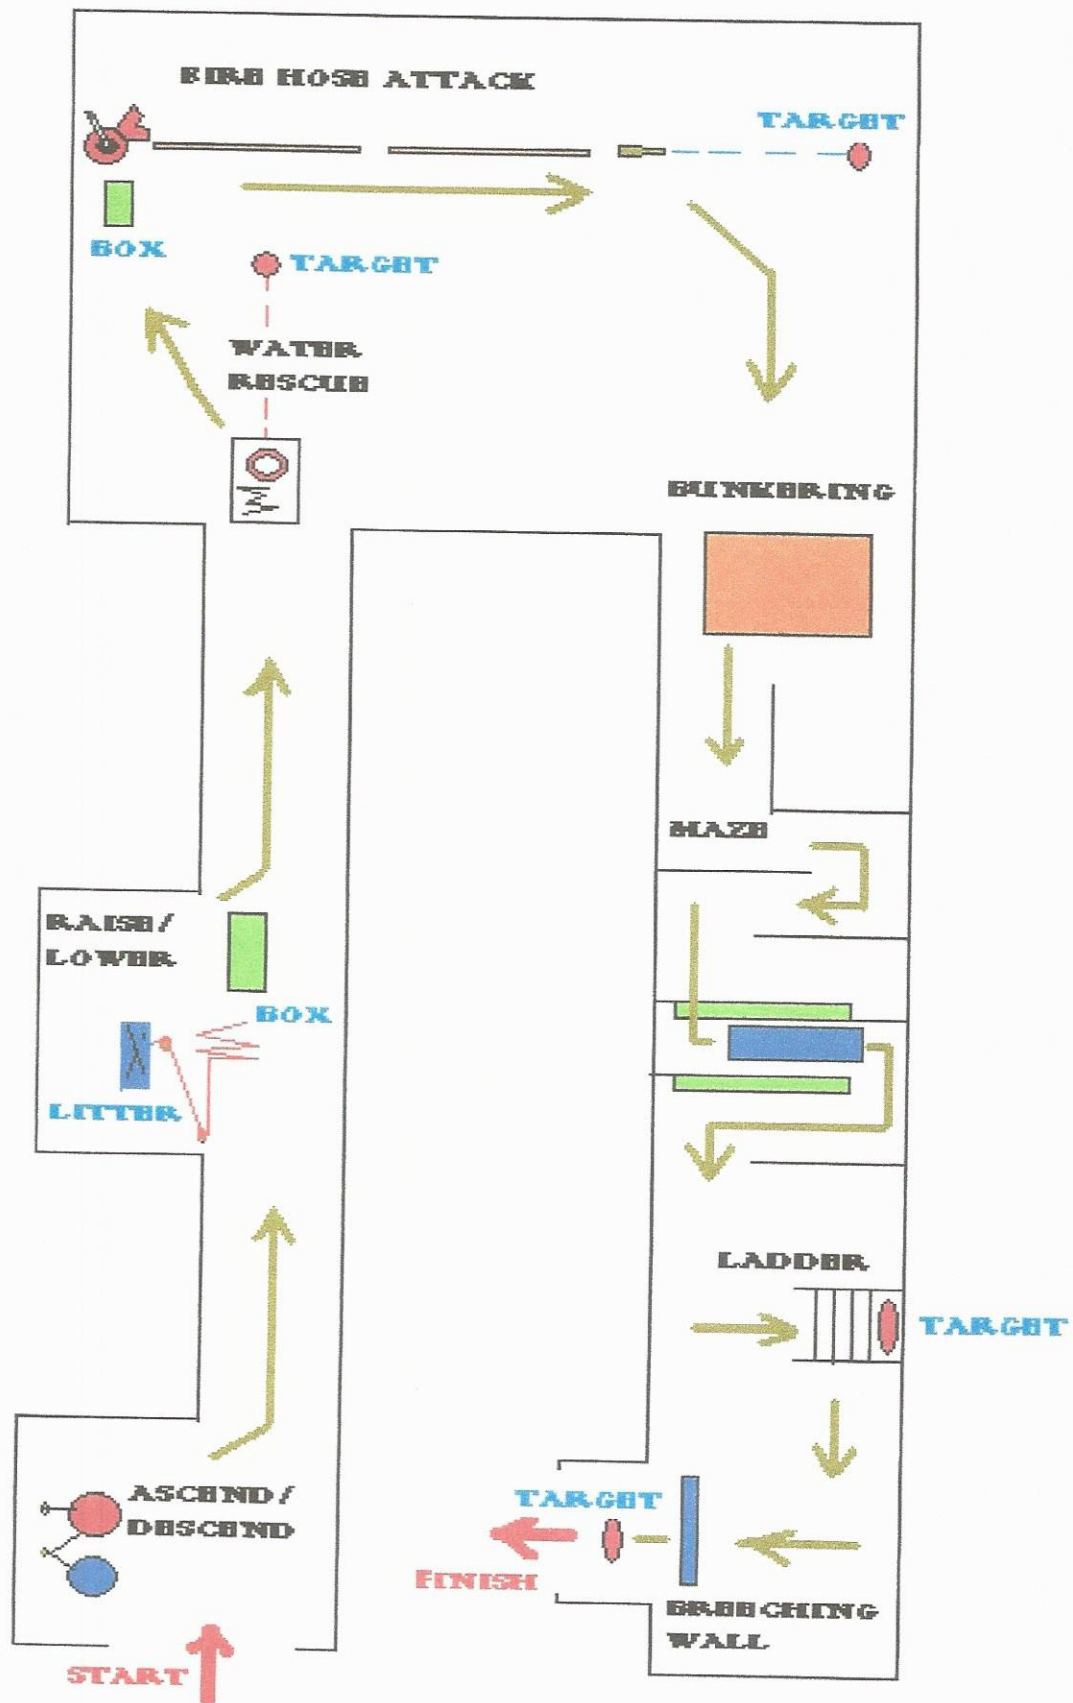 FIRE HOSE ATTACK
TARGET
BOX
TARGET
WATER
RESCUE
BUNKERING
MAZE
RAISE/
LOWER
BOX
LITTER
LADDER
TARGET
ASCEND/
DESCEND
TARGET
FINISH
BREECHING
WALL
START